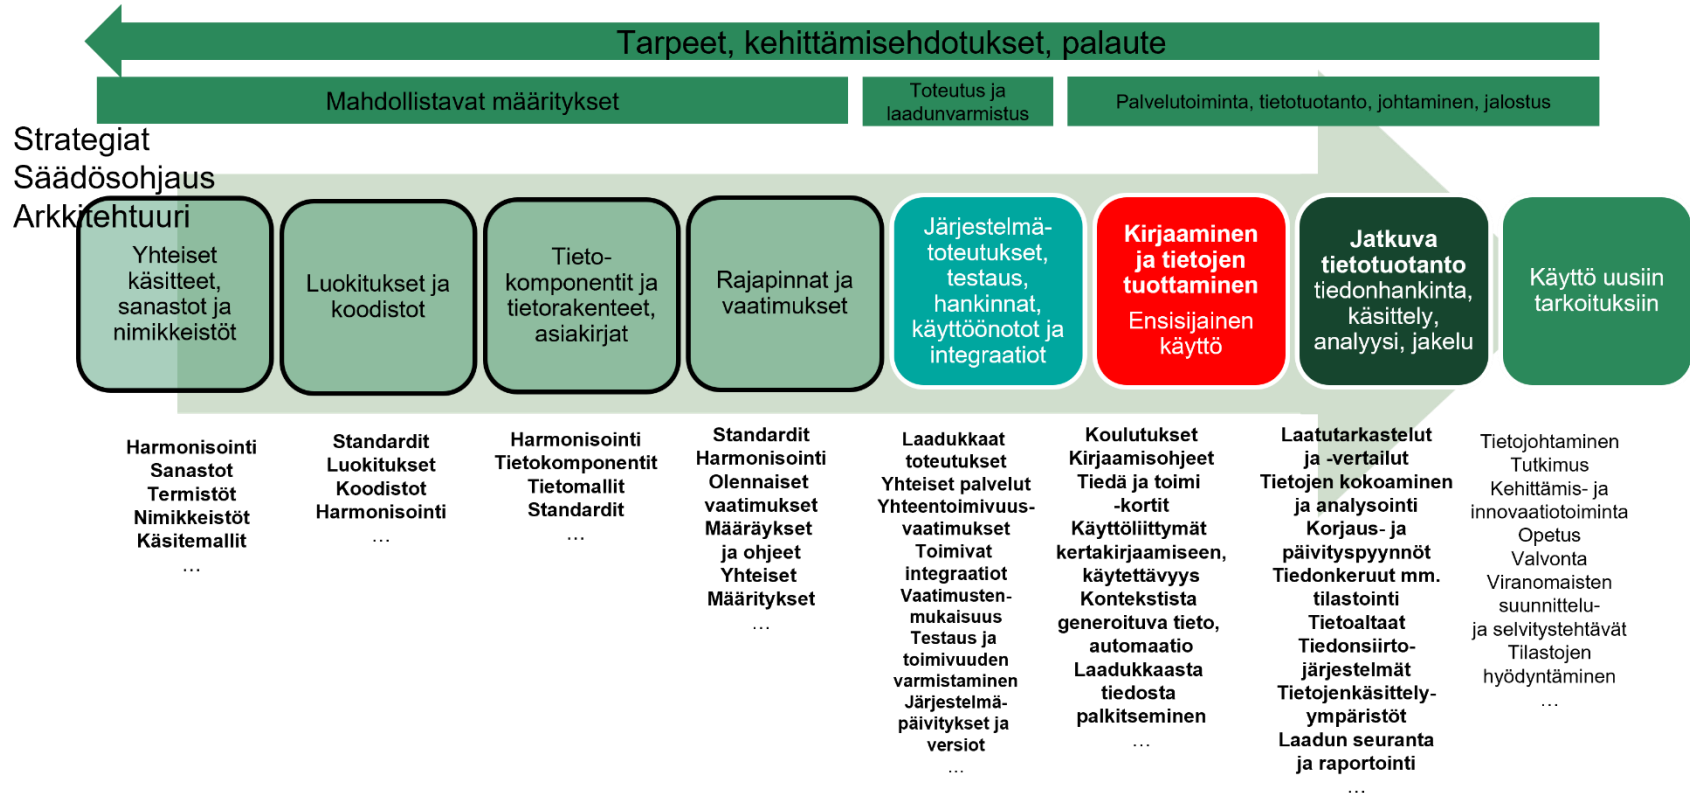 Tarpeet, kehittämisehdotukset, palaute
Mahdollistavat määritykset
Toteutus ja
laadunvarmistus
Palvelutoiminta, tietotuotanto, johtaminen, jalostus
Strategiat
Säädösohjaus
Arkkitehtuuri
Yhteiset
käsitteet,
sanastot ja
nimikkeistöt
Luokitukset ja
koodistot
Tieto-
komponentit ja
tietorakenteet,
asiakirjat
Rajapinnat ja
vaatimukset
Järjestelmä-
toteutukset,
testaus,
hankinnat,
käyttöönotot ja
integraatiot
Kirjaaminen
ja tietojen
tuottaminen
Ensisijainen
käyttö
Jatkuva
tietotuotanto
tiedonhankinta,
käsittely,
analyysi, jakelu
Käyttö uusiin
tarkoituksiin
Harmonisointi
Sanastot
Termistöt
Nimikkeistöt
Käsitemallit
…
Standardit
Luokitukset
Koodistot
Harmonisointi
…
Harmonisointi
Tietokomponentit
Tietomallit
Standardit
…
Standardit
Harmonisointi
Olennaiset
vaatimukset
Määräykset
ja ohjeet
Yhteiset
Määritykset
…
Laadukkaat
toteutukset
Yhteiset palvelut
Yhteentoimivuus-
vaatimukset
Toimivat
integraatiot
Vaatimusten-
mukaisuus
Testaus ja
toimivuuden
varmistaminen
Järjestelmä-
päivitykset ja
versiot
…
Koulutukset
Kirjaamisohjeet
Tiedä ja toimi
-kortit
Käyttöliittymät
kertakirjaamiseen,
käytettävyys
Kontekstista
generoituva tieto,
automaatio
Laadukkaasta
tiedosta
palkitseminen
…
Laatutarkastelut
ja -vertailut
Tietojen kokoaminen
ja analysointi
Korjaus- ja
päivityspyynnöt
Tiedonkeruut mm.
tilastointi
Tietoaltaat
Tiedonsiirto-
järjestelmät
Tietojenkäsittely-
ympäristöt
Laadun seuranta
ja raportointi
…
Tietojohtaminen
Tutkimus
Kehittämis- ja
innovaatiotoiminta
Opetus
Valvonta
Viranomaisten
suunnittelu-
ja selvitystehtävät
Tilastojen
hyödyntäminen
…